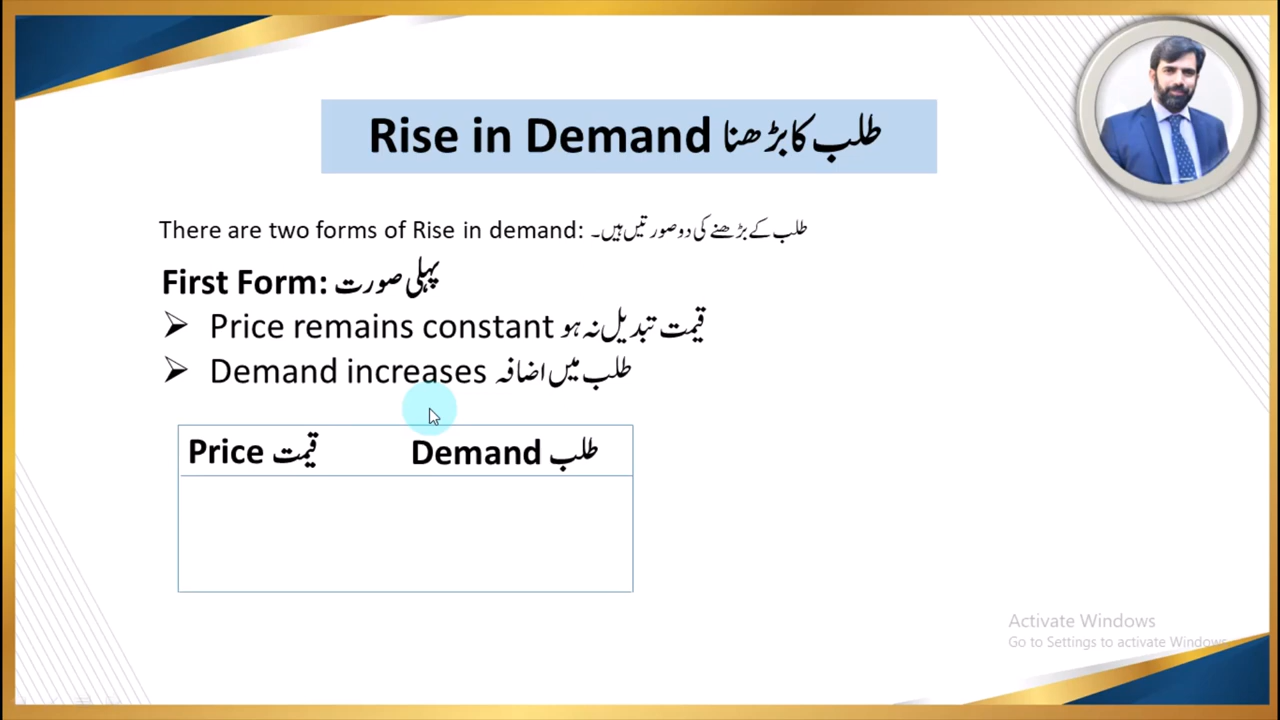 Rise in Demand طلب کا بڑھنا
There are two forms of Rise in demand: طلب کے بڑھنے کی دو صورتیں ہیں۔
First Form: پہلی صورت
➢ Price remains constant قیمت تبدیل نہ ہو
➢ Demand increases طلب میں اضافہ
Price قیمت Demand طلب
Activate Windows
Go to Settings to activate Windows.